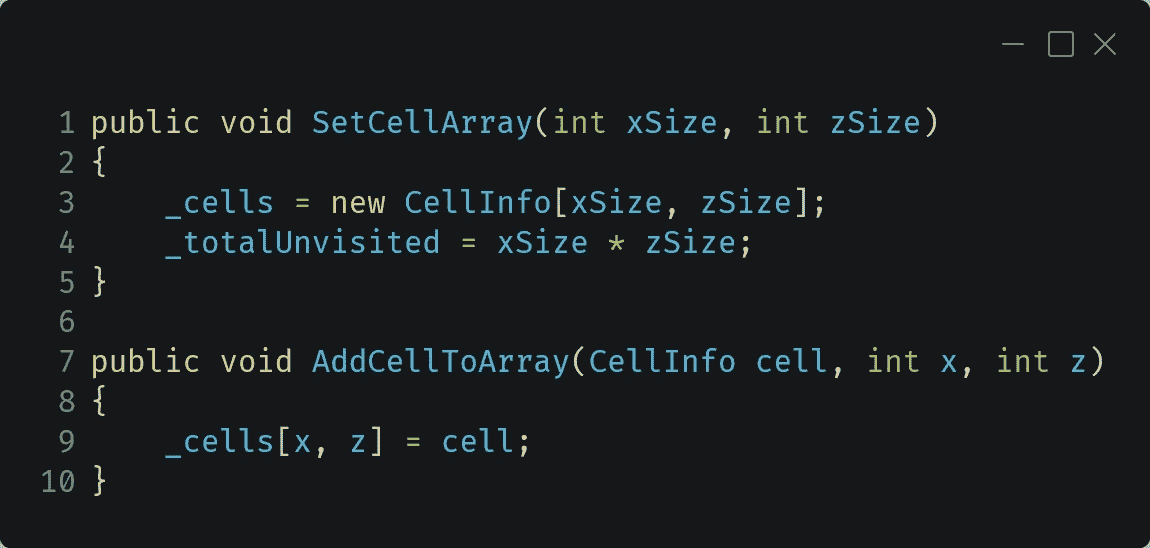 1 public void SetCellArray(int xSize, int zSize)
2 {
3     _cells = new CellInfo[xSize, zSize];
4     _totalUnvisited = xSize * zSize;
5 }
6
7 public void AddCellToArray(CellInfo cell, int x, int z)
8 {
9     _cells[x, z] = cell;
10 }